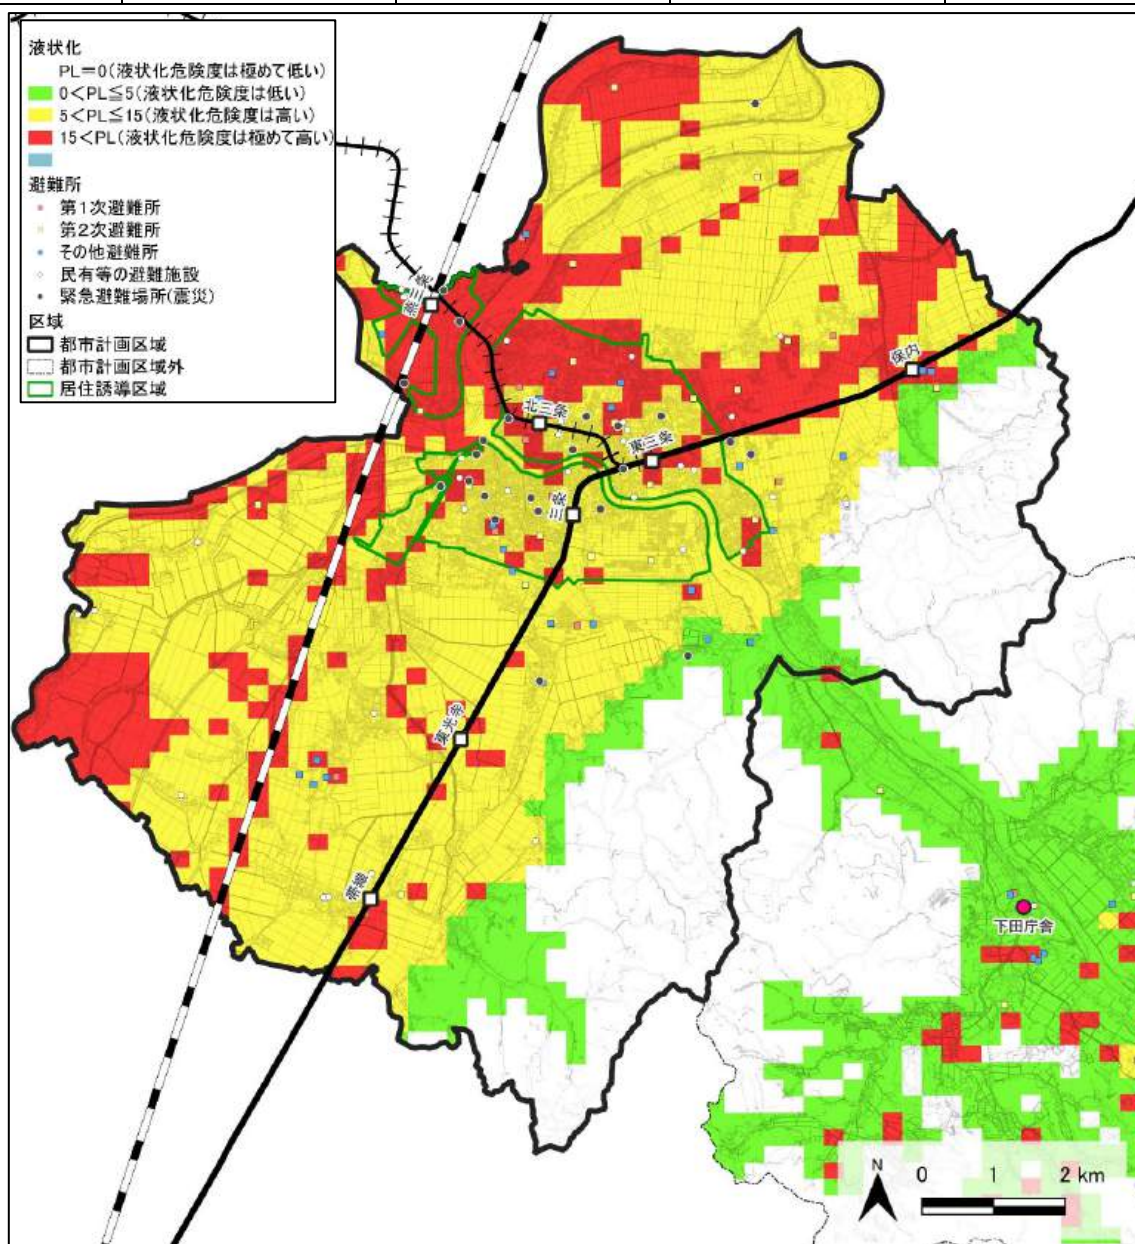 液状化
PL=0(液状化危険度は極めて低い)
0<PL≦5(液状化危険度は低い)
5<PL≦15(液状化危険度は高い)
15<PL(液状化危険度は極めて高い)
避難所
第1次避難所
第2次避難所
その他避難所
民有等の避難施設
緊急避難場所(震災)
区域
都市計画区域
都市計画区域外
居住誘導区域
燕三条
保内
北三条
東三条
三条
東光寺
帯織
下田庁舎
N
0 1 2 km